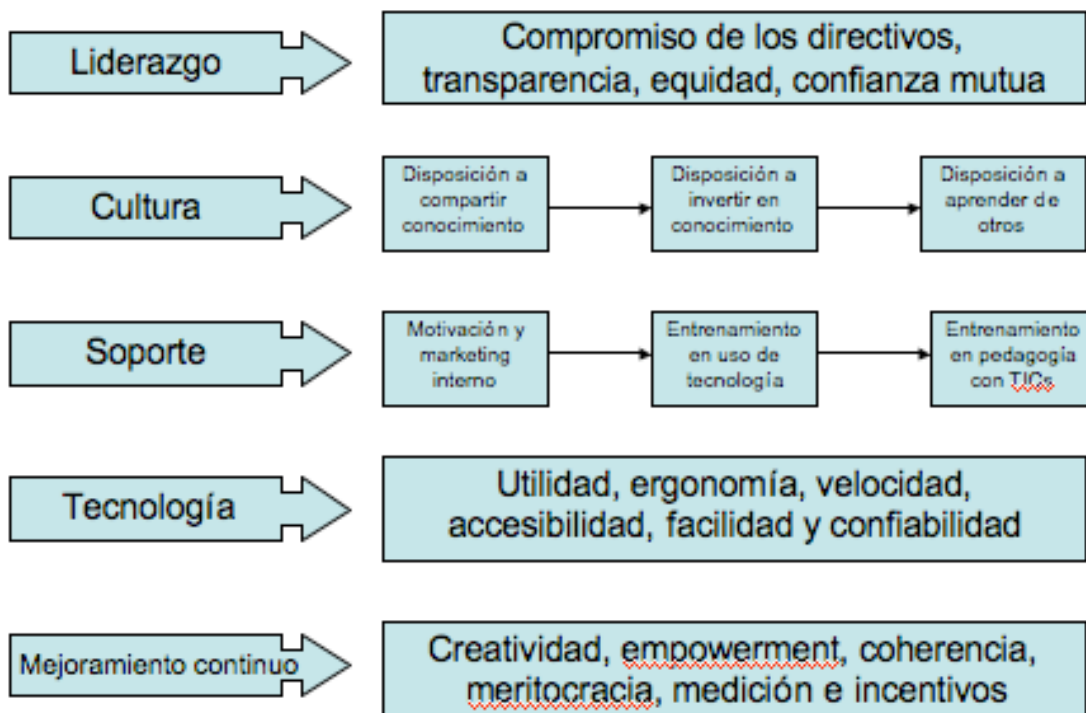 Liderazgo
Compromiso de los directivos,
transparencia, equidad, confianza mutua
Cultura
Disposición a
compartir
conocimiento
Disposición a
invertir en
conocimiento
Disposición a
aprender de
otros
Soporte
Motivación y
marketing
interno
Entrenamiento
en uso de
tecnología
Entrenamiento
en pedagogía
con TICs
Tecnología
Utilidad, ergonomía, velocidad,
accesibilidad, facilidad y confiabilidad
Mejoramiento continuo
Creatividad, empowerment, coherencia,
meritocracia, medición e incentivos